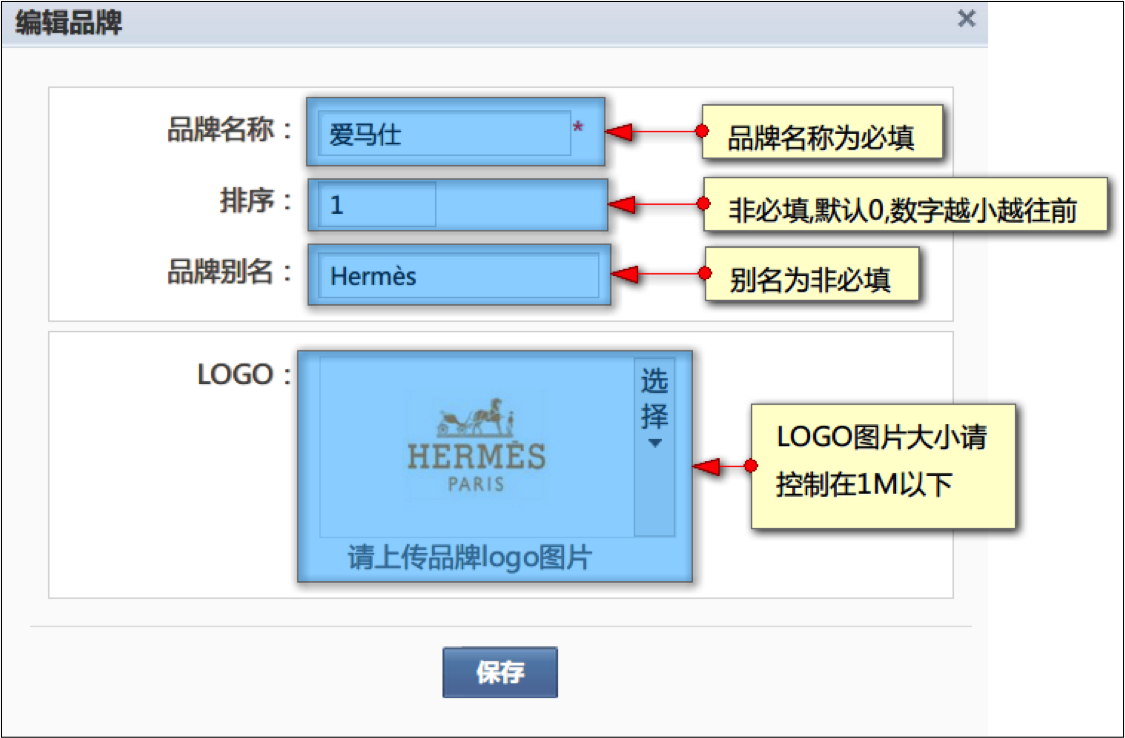 编辑品牌 ×
品牌名称： 爱马仕 * 品牌名称为必填
排序： 1 非必填,默认0,数字越小越往前
品牌别名： Hermès 别名为非必填
LOGO：
HERMÈS
PARIS
选
择
请上传品牌logo图片
LOGO图片大小请
控制在1M以下
保存